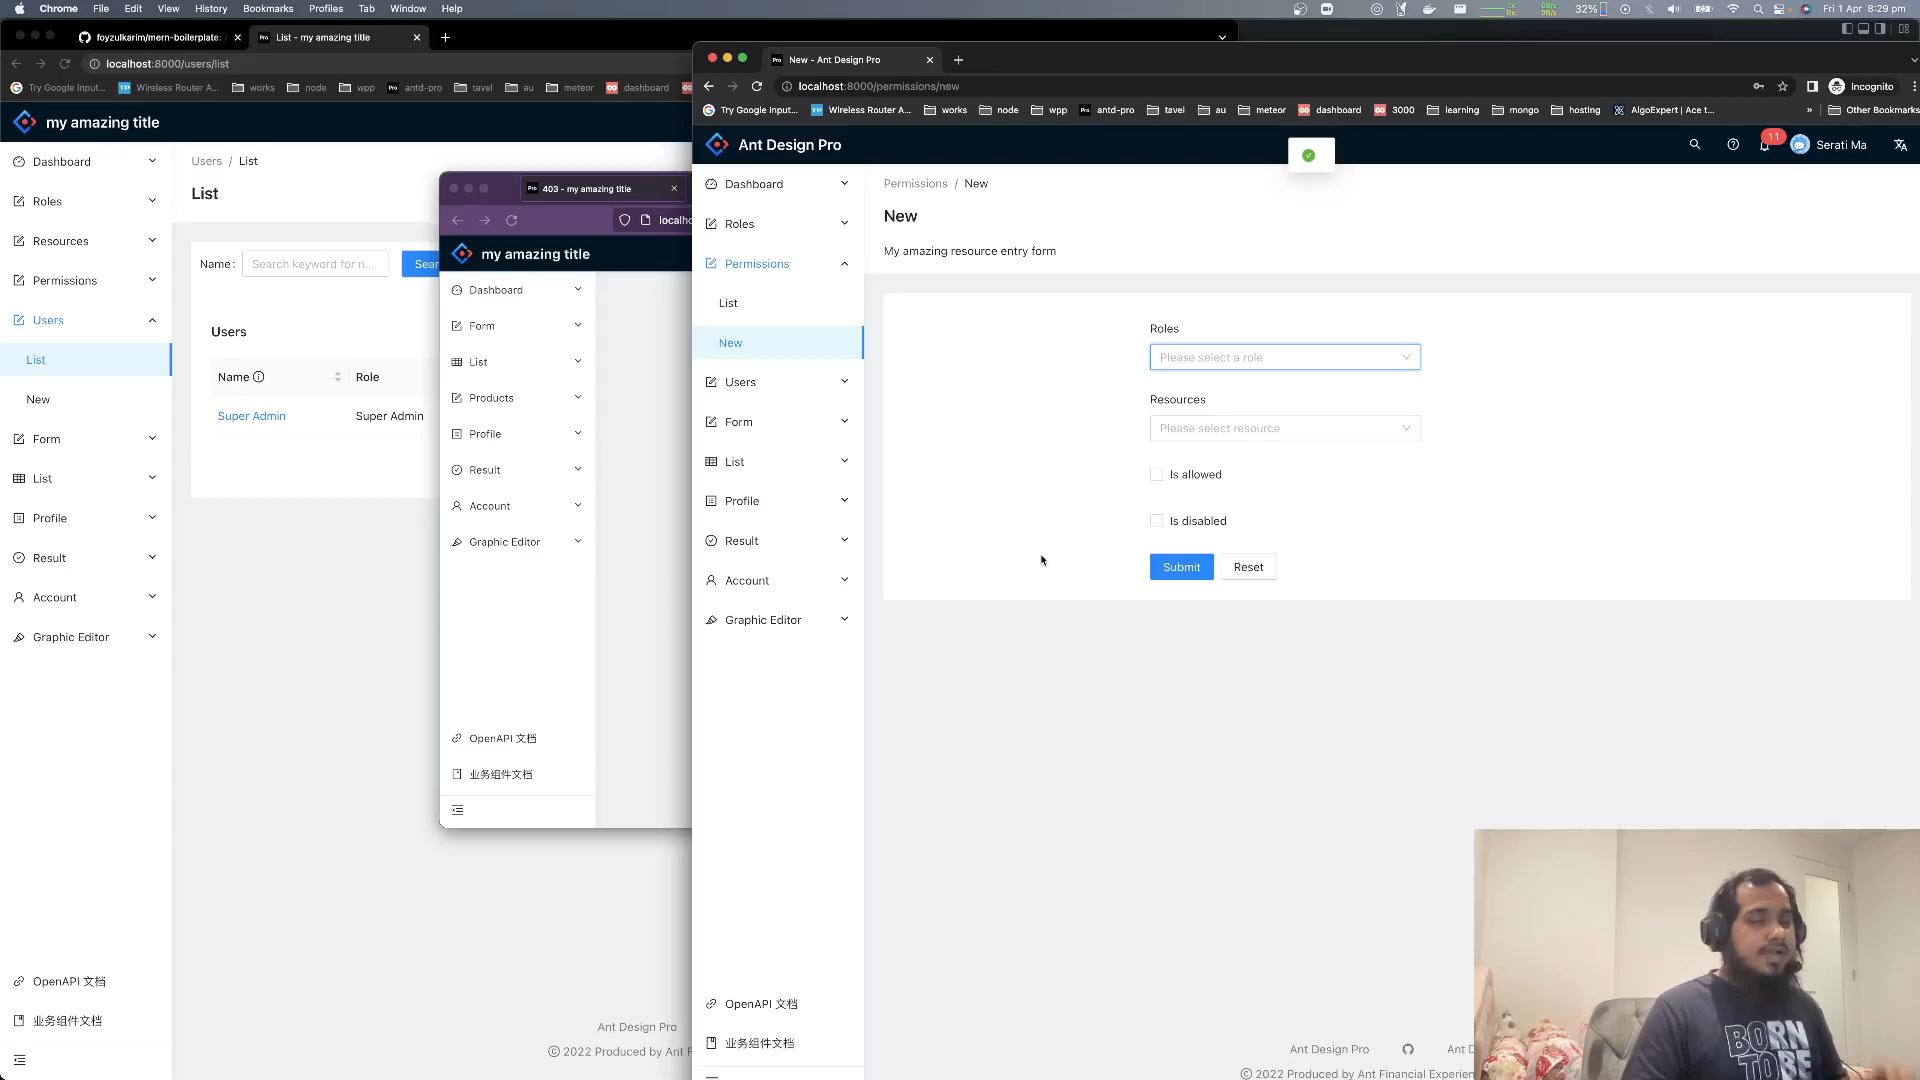 Chrome File Edit View History Bookmarks Profiles Tab Window Help
32% Fri 1 Apr 8:29 pm
foyzulkarim/mern-boilerplate:
List - my amazing title
localhost:8000/users/list
Try Google Input... Wireless Router A... works node wpp antd-pro tavel au meteor dashboard
my amazing title
Dashboard
Roles
Resources
Permissions
Users
List
New
Form
List
Profile
Result
Account
Graphic Editor
OpenAPI 文档
业务组件文档
Users / List
List
Name :
Search keyword for n...
Sear
Users
Name Role
Super Admin Super Admin
Ant Design Pro
© 2022 Produced by Ant F
403 - my amazing title
localho
my amazing title
Dashboard
Form
List
Products
Profile
Result
Account
Graphic Editor
OpenAPI 文档
业务组件文档
New - Ant Design Pro
localhost:8000/permissions/new
Incognito
Try Google Input... Wireless Router A... works node wpp antd-pro tavel au meteor dashboard 3000 learning mongo hosting AlgoExpert | Ace t... » Other Bookmarks
Ant Design Pro
11
Serati Ma
Dashboard
Roles
Permissions
List
New
Users
Form
List
Profile
Result
Account
Graphic Editor
OpenAPI 文档
业务组件文档
Permissions / New
New
My amazing resource entry form
Roles
Please select a role
Resources
Please select resource
Is allowed
Is disabled
Submit Reset
Ant Design Pro Ant D
© 2022 Produced by Ant Financial Experien
BORN
TO BE